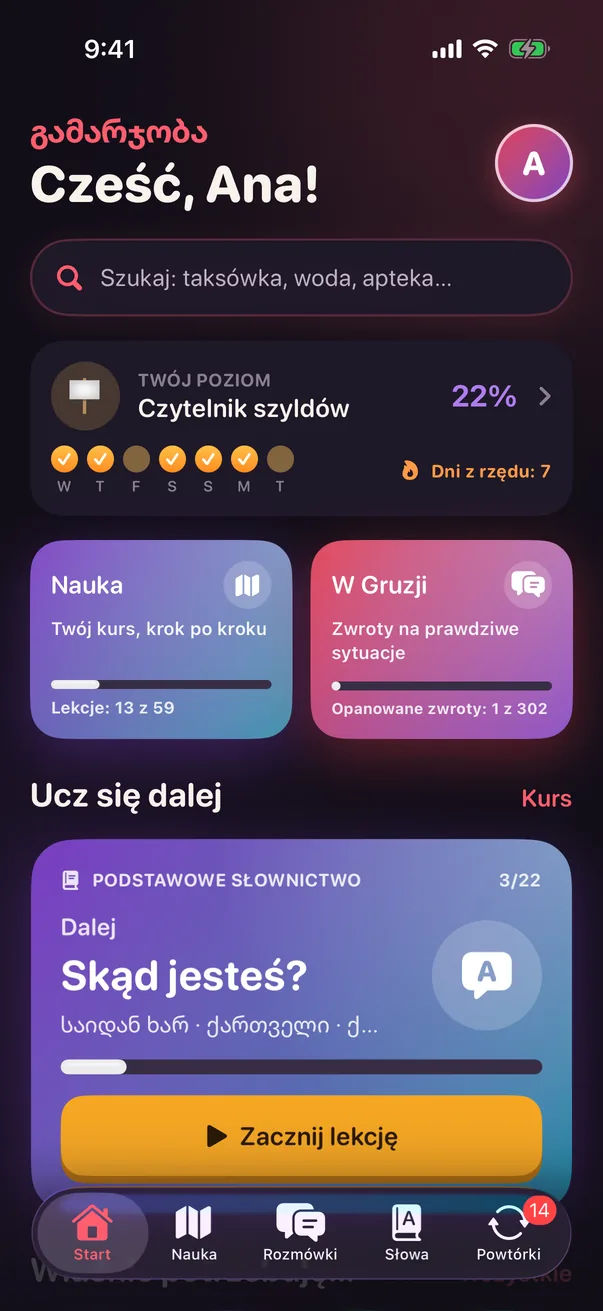 9:41
გამარჯობა
Cześć, Ana!
A
Szukaj: taksówka, woda, apteka...
TWÓJ POZIOM
Czytelnik szyldów
22%
W T F S S M T
Dni z rzędu: 7
Nauka
Twój kurs, krok po kroku
Lekcje: 13 z 59
W Gruzji
Zwroty na prawdziwe
sytuacje
Opanowane zwroty: 1 z 302
Ucz się dalej
Kurs
PODSTAWOWE SŁOWNICTWO
3/22
Dalej
Skąd jesteś?
A
საიდან ხარ · ქართველი · ქ...
Zacznij lekcję
A
14
Start
Nauka
Rozmówki
Słowa
Powtórki